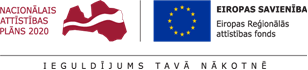 NACIONĀLAIS
ATTĪSTĪBAS
PLĀNS 2020
EIROPAS SAVIENĪBA
Eiropas Reģionālās
attīstības fonds
IEGULDĪJUMS TAVĀ NĀKOTNĒ